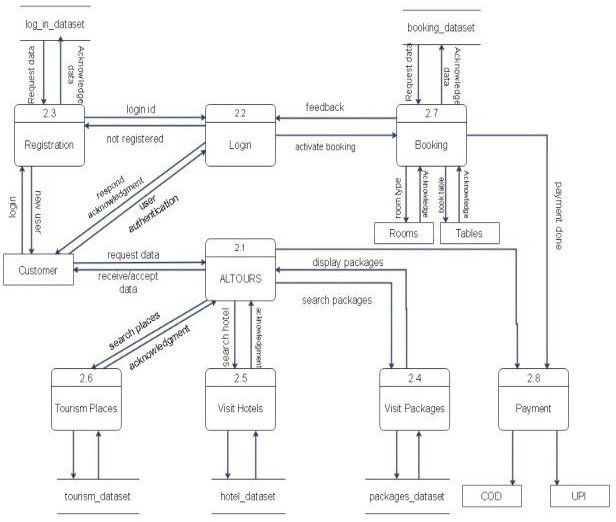 log_in_dataset
booking_dataset
Request data
Acknowledge
data
Request data
Acknowledge
data
2.3
Registration
login id
not registered
2.2
Login
feedback
activate booking
2.7
Booking
login
new user
respond
acknowledgment
user
authentication
room type
Acknowledge
book table
Acknowledge
payment done
Rooms
Tables
Customer
request data
receive/accept
data
2.1
ALTOURS
display packages
search packages
search places
acknowledgment
search hotel
acknowledgment
2.6
Tourism Places
2.5
Visit Hotels
2.4
Visit Packages
2.8
Payment
tourism_dataset
hotel_dataset
packages_dataset
COD
UPI